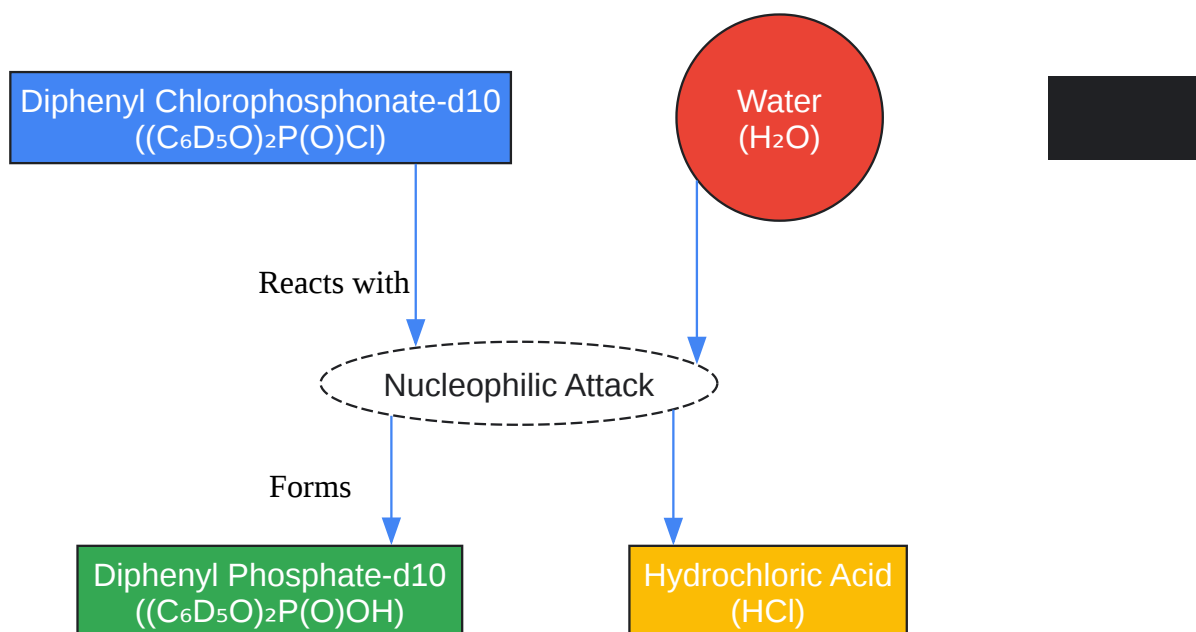 Diphenyl Chlorophosphonate-d10
((C₆D₅O)₂P(O)Cl)
Water
(H₂O)
Reacts with
Nucleophilic Attack
Forms
Diphenyl Phosphate-d10
((C₆D₅O)₂P(O)OH)
Hydrochloric Acid
(HCl)